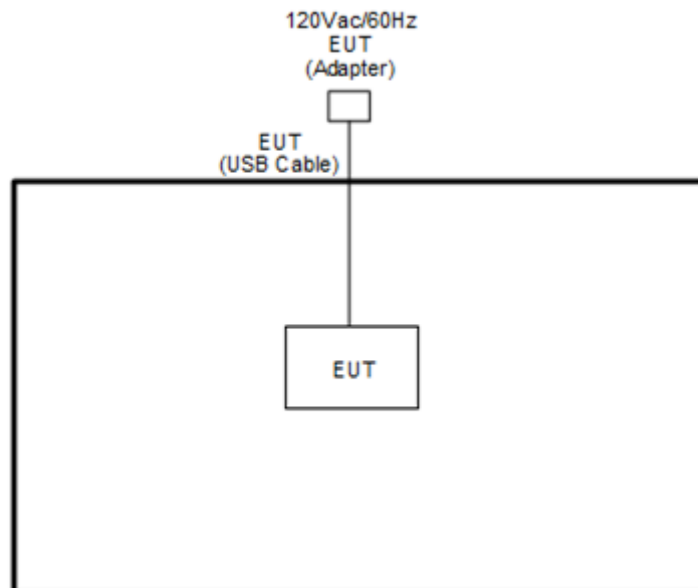 120Vac/60Hz
EUT
(Adapter)
EUT
(USB Cable)
EUT